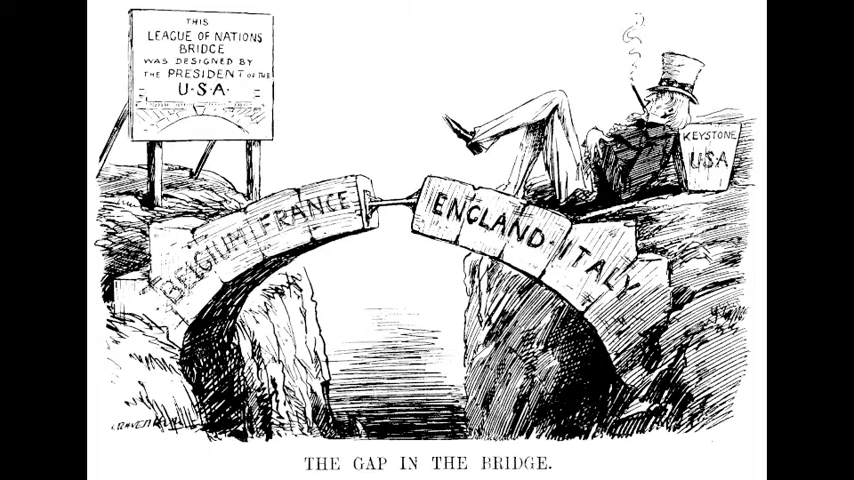 THIS
LEAGUE OF NATIONS
BRIDGE
WAS DESIGNED BY
THE PRESIDENT OF THE
U·S·A·
KEYSTONE
USA
BELGIUM FRANCE
ENGLAND·ITALY
THE GAP IN THE BRIDGE.